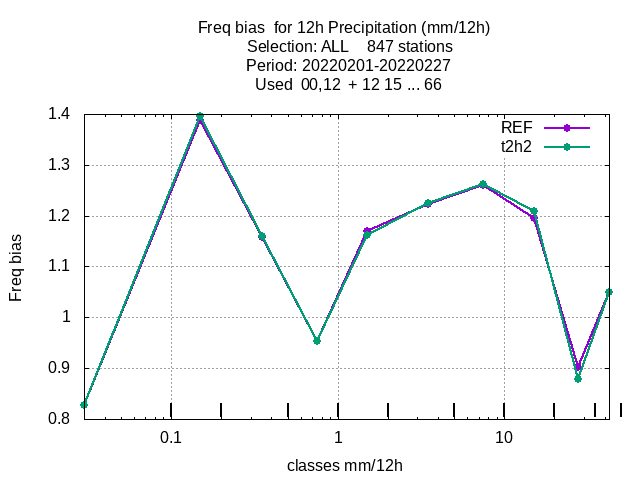 Freq bias  for 12h Precipitation (mm/12h)
Selection: ALL    847 stations
Period: 20220201-20220227
Used  00,12  + 12 15 ... 66
REF
t2h2
1.4
1.3
1.2
1.1
1
0.9
0.8
Freq bias
0.1 1 10
classes mm/12h